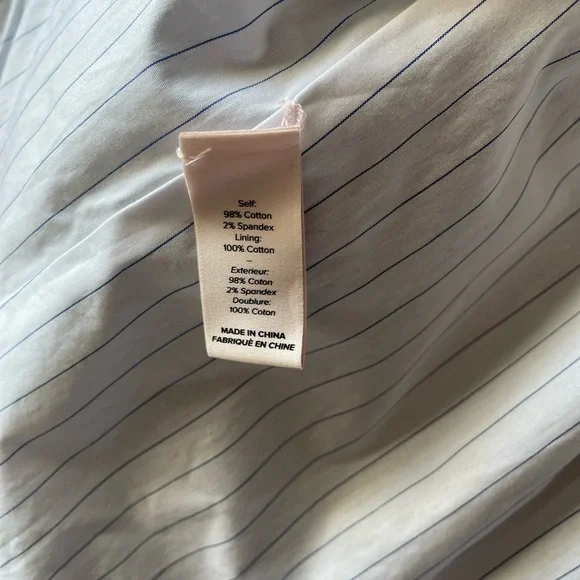 Self:
98% Cotton
2% Spandex
Lining:
100% Cotton
–
Exterieur:
98% Coton
2% Spandex
Doublure:
100% Coton
MADE IN CHINA
FABRIQUÈ EN CHINE